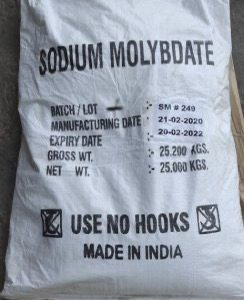 SODIUM MOLYBDATE
BATCH / LOT :- SM # 249
MANUFACTURING DATE :- 21-02-2020
EXPIRY DATE 20-02-2022
GROSS WT. :- 25.200 KGS.
NET WT. :- 25.000 KGS.
USE NO HOOKS
MADE IN INDIA